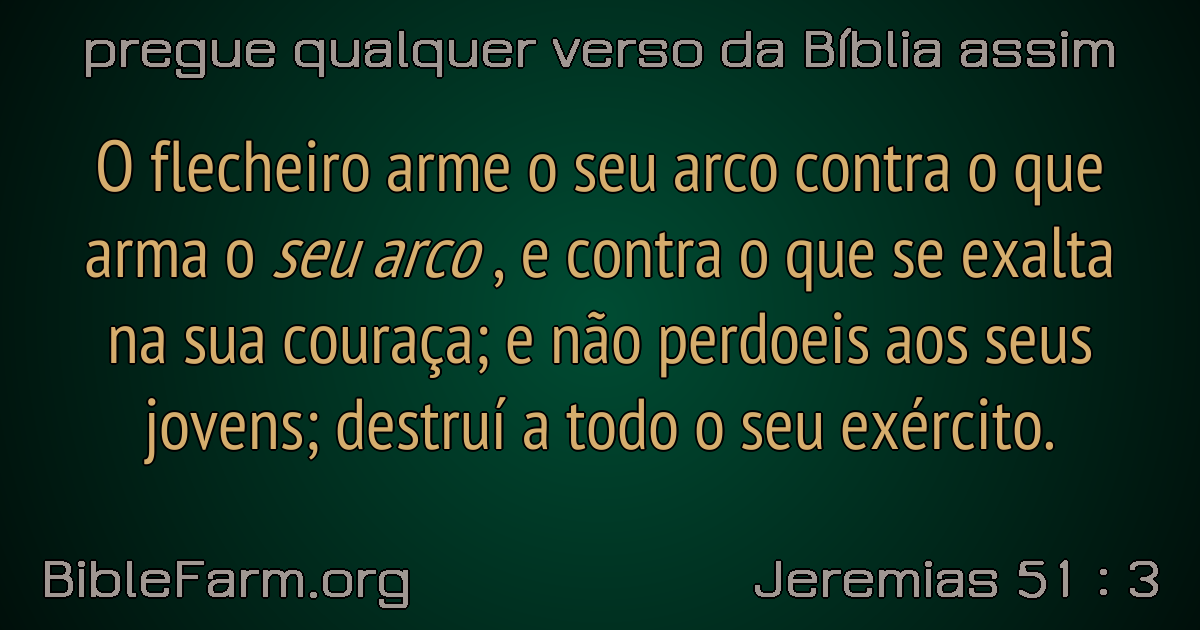 pregue qualquer verso da Bíblia assim
O flecheiro arme o seu arco contra o que
arma o seu arco , e contra o que se exalta
na sua couraça; e não perdoeis aos seus
jovens; destruí a todo o seu exército.
BibleFarm.org
Jeremias 51 : 3